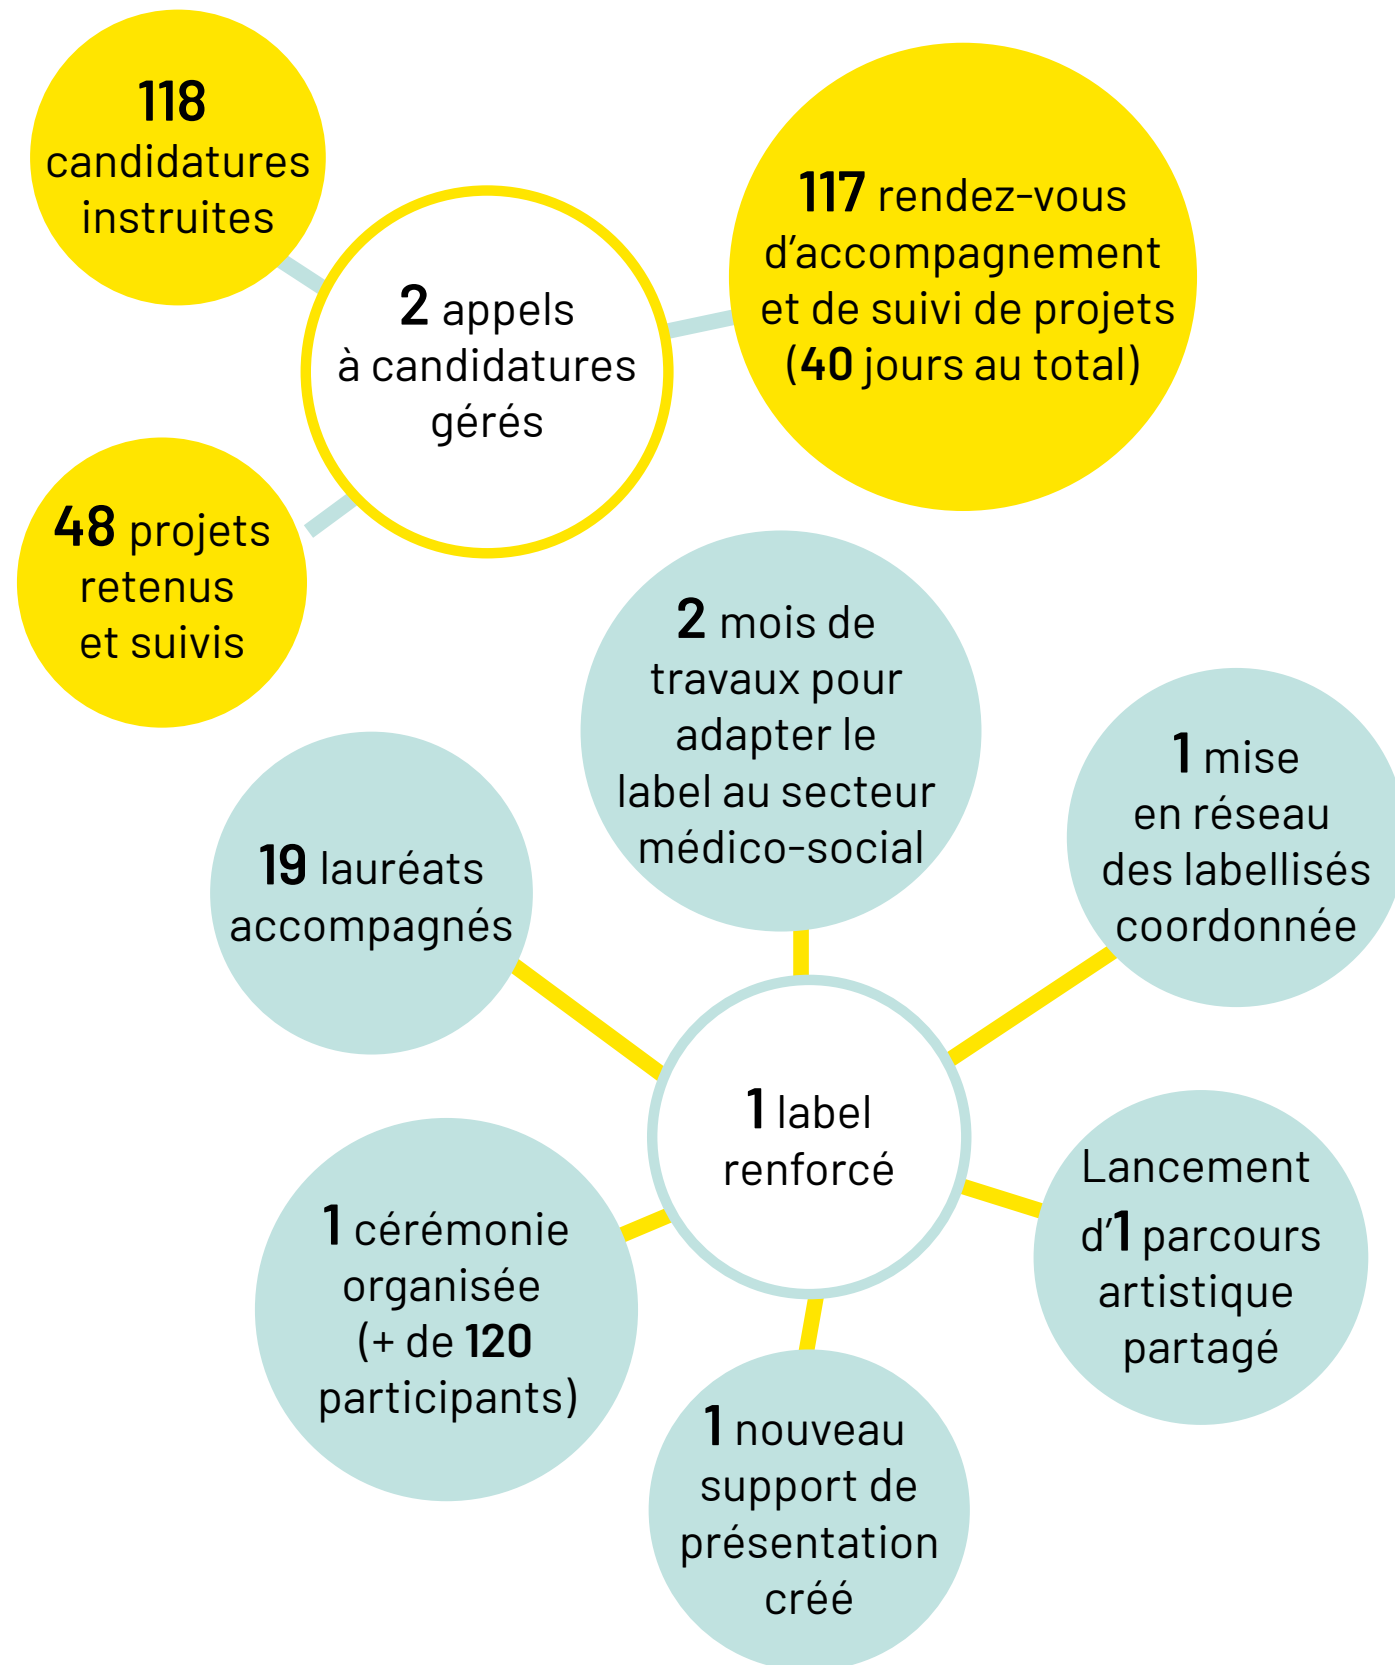 118
candidatures
instruites
2 appels
à candidatures
gérés
117 rendez-vous
d’accompagnement
et de suivi de projets
(40 jours au total)
48 projets
retenus
et suivis
2 mois de
travaux pour
adapter le
label au secteur
médico-social
1 mise
en réseau
des labellisés
coordonnée
19 lauréats
accompagnés
1 label
renforcé
Lancement
d’1 parcours
artistique
partagé
1 cérémonie
organisée
(+ de 120
participants)
1 nouveau
support de
présentation
créé